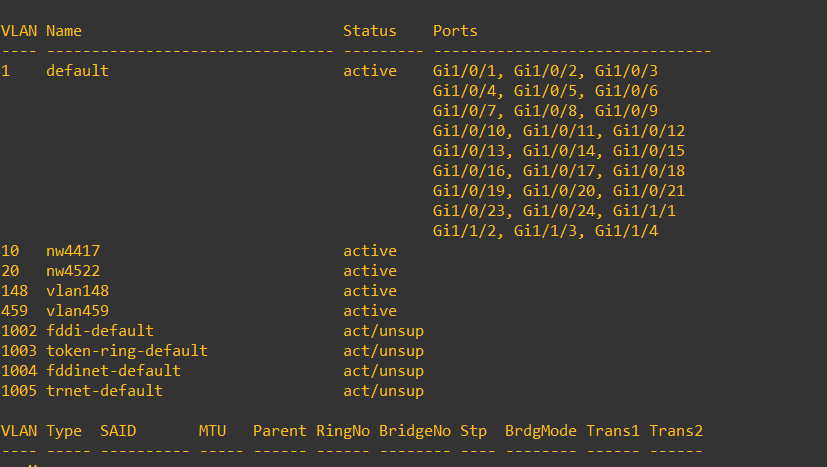 VLAN Name                             Status    Ports
---- -------------------------------- --------- -------------------------------
1    default                          active    Gi1/0/1, Gi1/0/2, Gi1/0/3
                                                Gi1/0/4, Gi1/0/5, Gi1/0/6
                                                Gi1/0/7, Gi1/0/8, Gi1/0/9
                                                Gi1/0/10, Gi1/0/11, Gi1/0/12
                                                Gi1/0/13, Gi1/0/14, Gi1/0/15
                                                Gi1/0/16, Gi1/0/17, Gi1/0/18
                                                Gi1/0/19, Gi1/0/20, Gi1/0/21
                                                Gi1/0/23, Gi1/0/24, Gi1/1/1
                                                Gi1/1/2, Gi1/1/3, Gi1/1/4
10   nw4417                           active
20   nw4522                           active
148  vlan148                          active
459  vlan459                          active
1002 fddi-default                     act/unsup
1003 token-ring-default               act/unsup
1004 fddinet-default                  act/unsup
1005 trnet-default                    act/unsup
VLAN Type  SAID       MTU   Parent RingNo BridgeNo Stp  BrdgMode Trans1 Trans2
---- ----- ---------- ----- ------ ------ -------- ---- -------- ------ ------